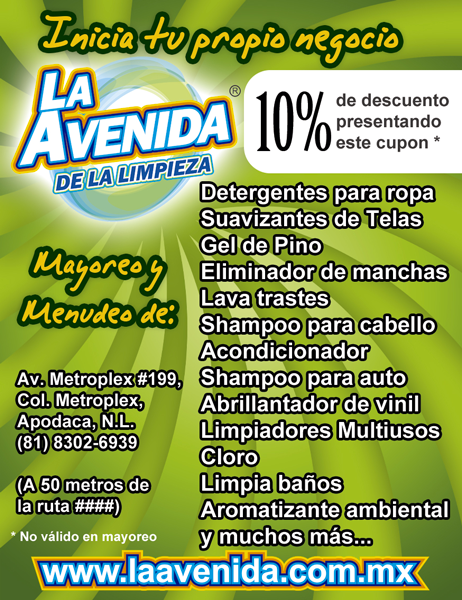 Inicia tu propio negocio
LA
AVENIDA
®
DE LA LIMPIEZA
10%
de descuento
presentando
este cupon *
Mayoreo y
Menudeo de:
Detergentes para ropa
Suavizantes de Telas
Gel de Pino
Eliminador de manchas
Lava trastes
Shampoo para cabello
Acondicionador
Shampoo para auto
Abrillantador de vinil
Limpiadores Multiusos
Cloro
Limpia baños
Aromatizante ambiental
y muchos más...
Av. Metroplex #199,
Col. Metroplex,
Apodaca, N.L.
(81) 8302-6939
(A 50 metros de
la ruta ####)
* No válido en mayoreo
www.laavenida.com.mx